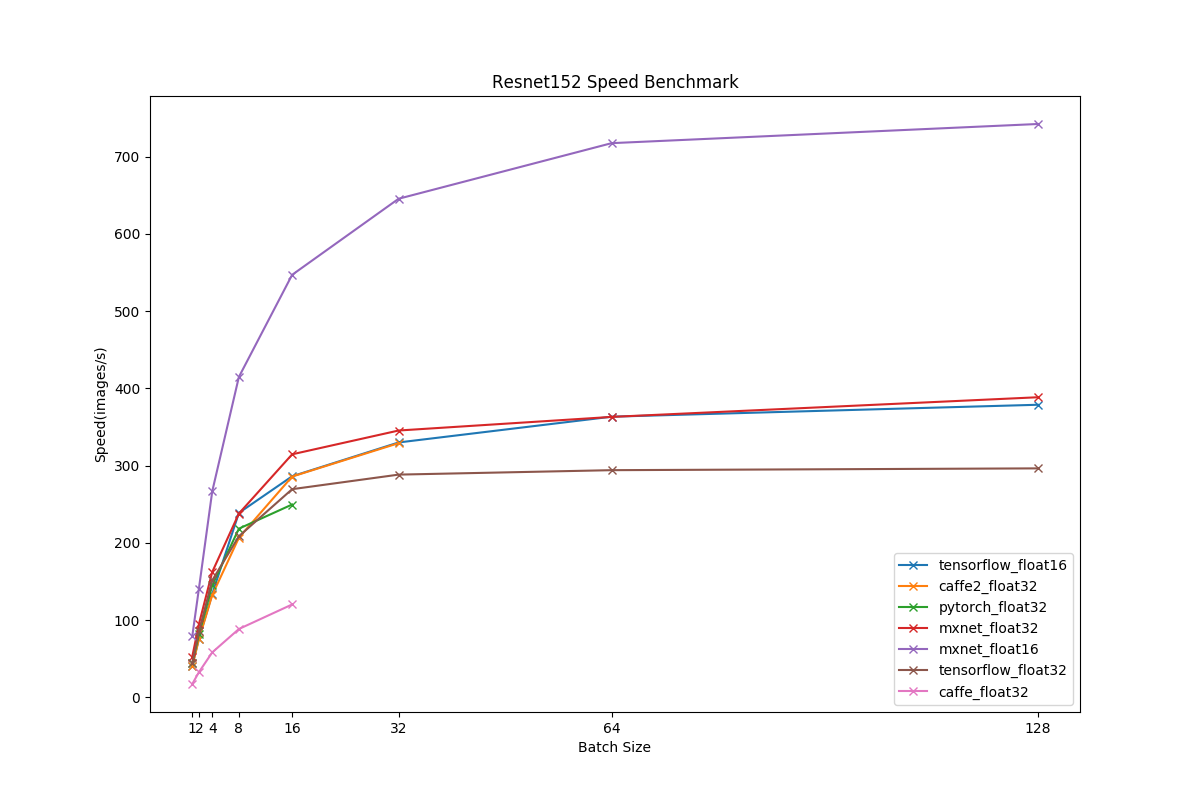 Resnet152 Speed Benchmark
Speed(images/s)
700
600
500
400
300
200
100
0
1 2 4 8 16 32 64 128
Batch Size
tensorflow_float16
caffe2_float32
pytorch_float32
mxnet_float32
mxnet_float16
tensorflow_float32
caffe_float32